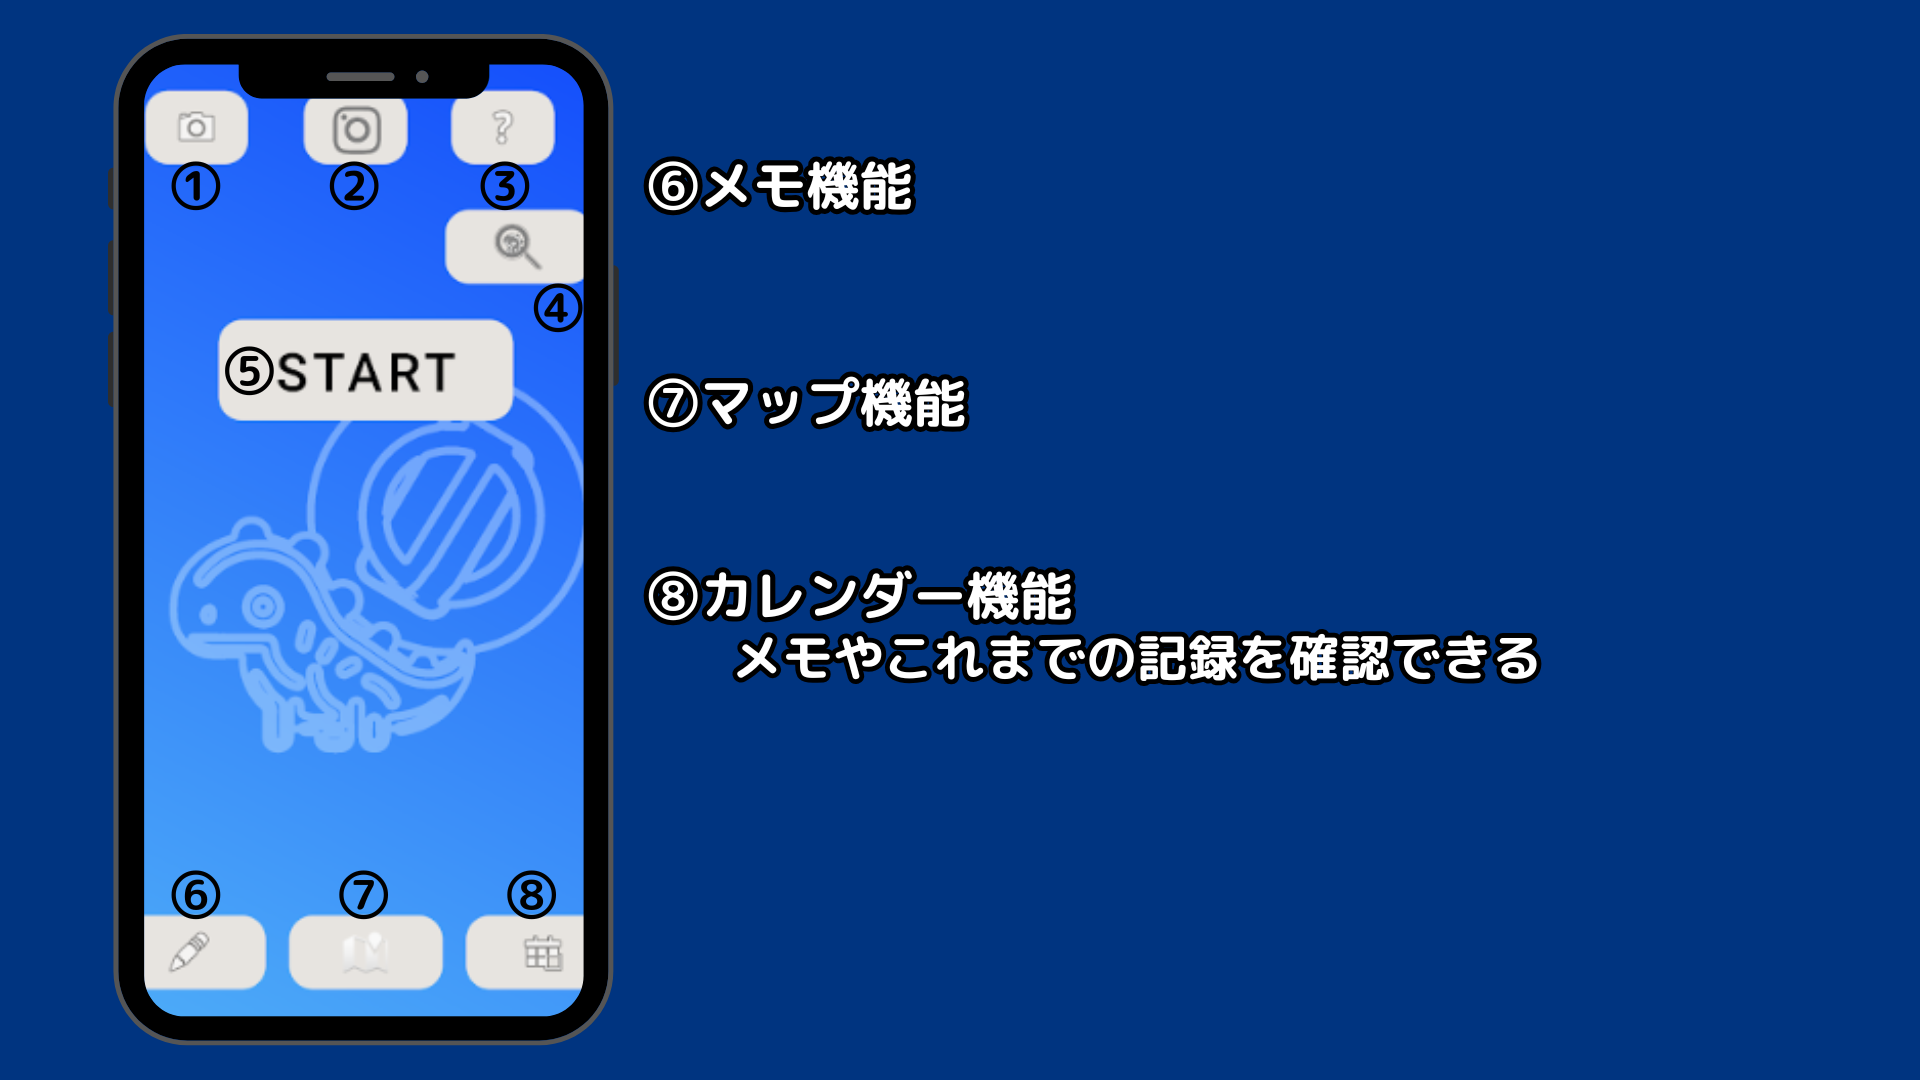 ?
① ② ③
④
⑤START
⑥ ⑦ ⑧
⑥メモ機能
⑦マップ機能
⑧カレンダー機能
メモやこれまでの記録を確認できる